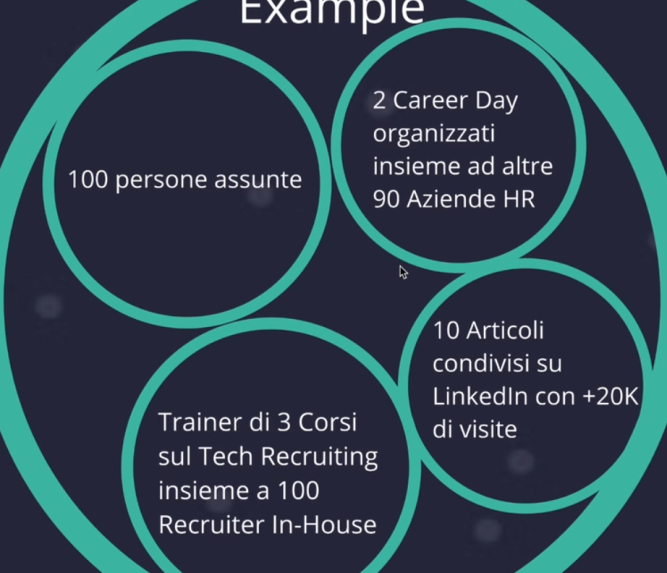 Example
100 persone assunte
2 Career Day
organizzati
insieme ad altre
90 Aziende HR
10 Articoli
condivisi su
LinkedIn con +20K
di visite
Trainer di 3 Corsi
sul Tech Recruiting
insieme a 100
Recruiter In-House